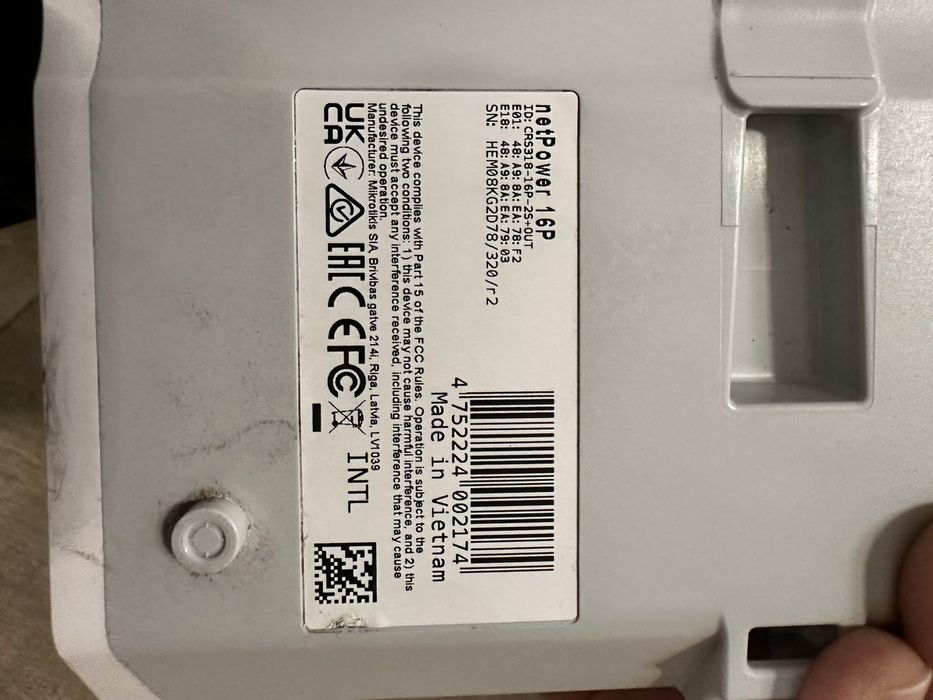 netPower 16P
ID: CRS318-16P-2S+OUT
E01: 48:A9:8A:EA:78:F2
E18: 48:A9:8A:EA:79:03
SN: HEM08KG2D78/320/r2
4 752224 002174
Made in Vietnam
This device complies with Part 15 of the FCC Rules. Operation is subject to the
following two conditions: 1) this device may not cause harmful interference, and 2) this
device must accept any interference received, including interference that may cause
undesired operation.
Manufacturer: Mikrotikls SIA, Brivibas gatve 214i, Riga, Latvia, LV1039
UK
CA
EAC CE FC INTL